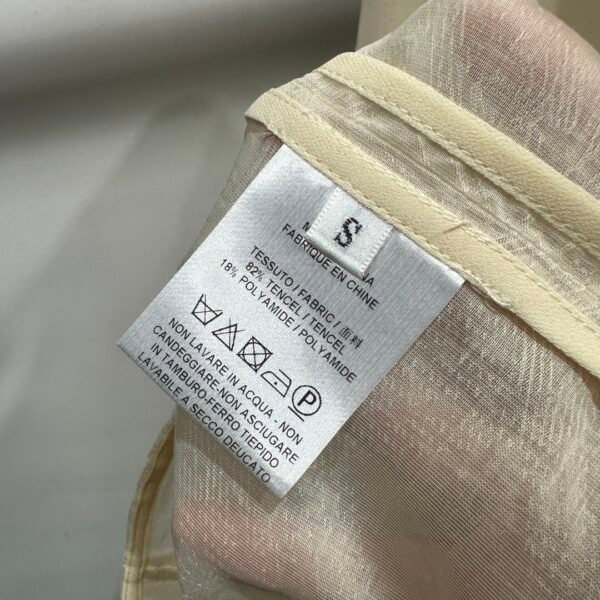 S
FABRIQUE EN CHINE
TESSUTO / FABRIC / 面料
82% TENCEL / TENCEL
18% POLYAMIDE / POLYAMIDE
P
NON LAVARE IN ACQUA - NON
CANDEGGIARE-NON ASCIUGARE
IN TAMBURO-FERRO TIEPIDO
LAVABILE A SECCO DEUCATO